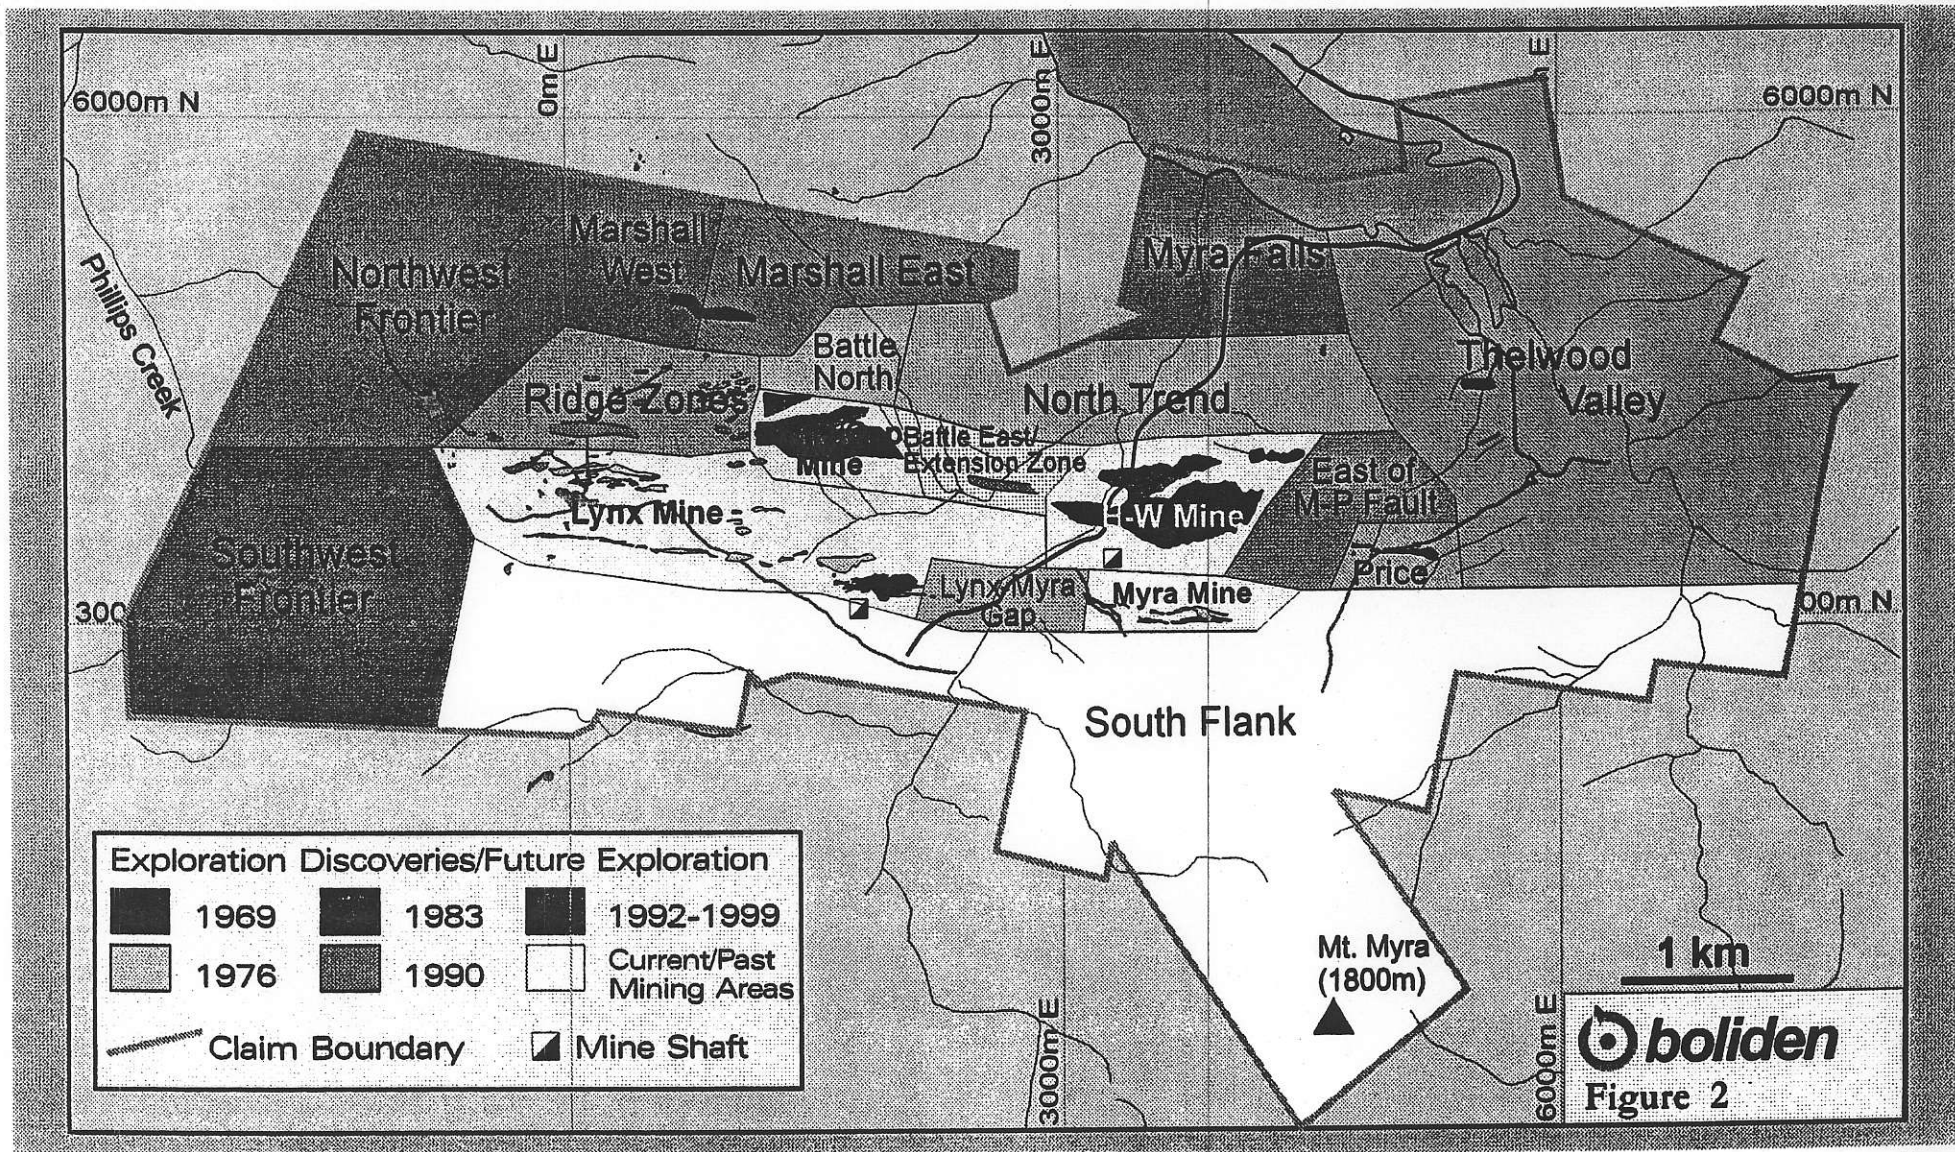 0m E
3000m E
m E
6000m N
6000m N
Phillips Creek
Northwest
Frontier
Marshall
West
Marshall East
Myra Falls
Battle
North
Ridge Zones
North Trend
Thelwood
Valley
Mine
Battle East/
Extension Zone
East of
M-P Fault
Lynx Mine
-W Mine
Southwest
Frontier
Price
Lynx-Myra
Gap
Myra Mine
300
00m N
South Flank
Exploration Discoveries/Future Exploration
1969
1983
1992-1999
1976
1990
Current/Past
Mining Areas
Claim Boundary
Mine Shaft
Mt. Myra
(1800m)
1 km
3000m E
6000m E
boliden
Figure 2